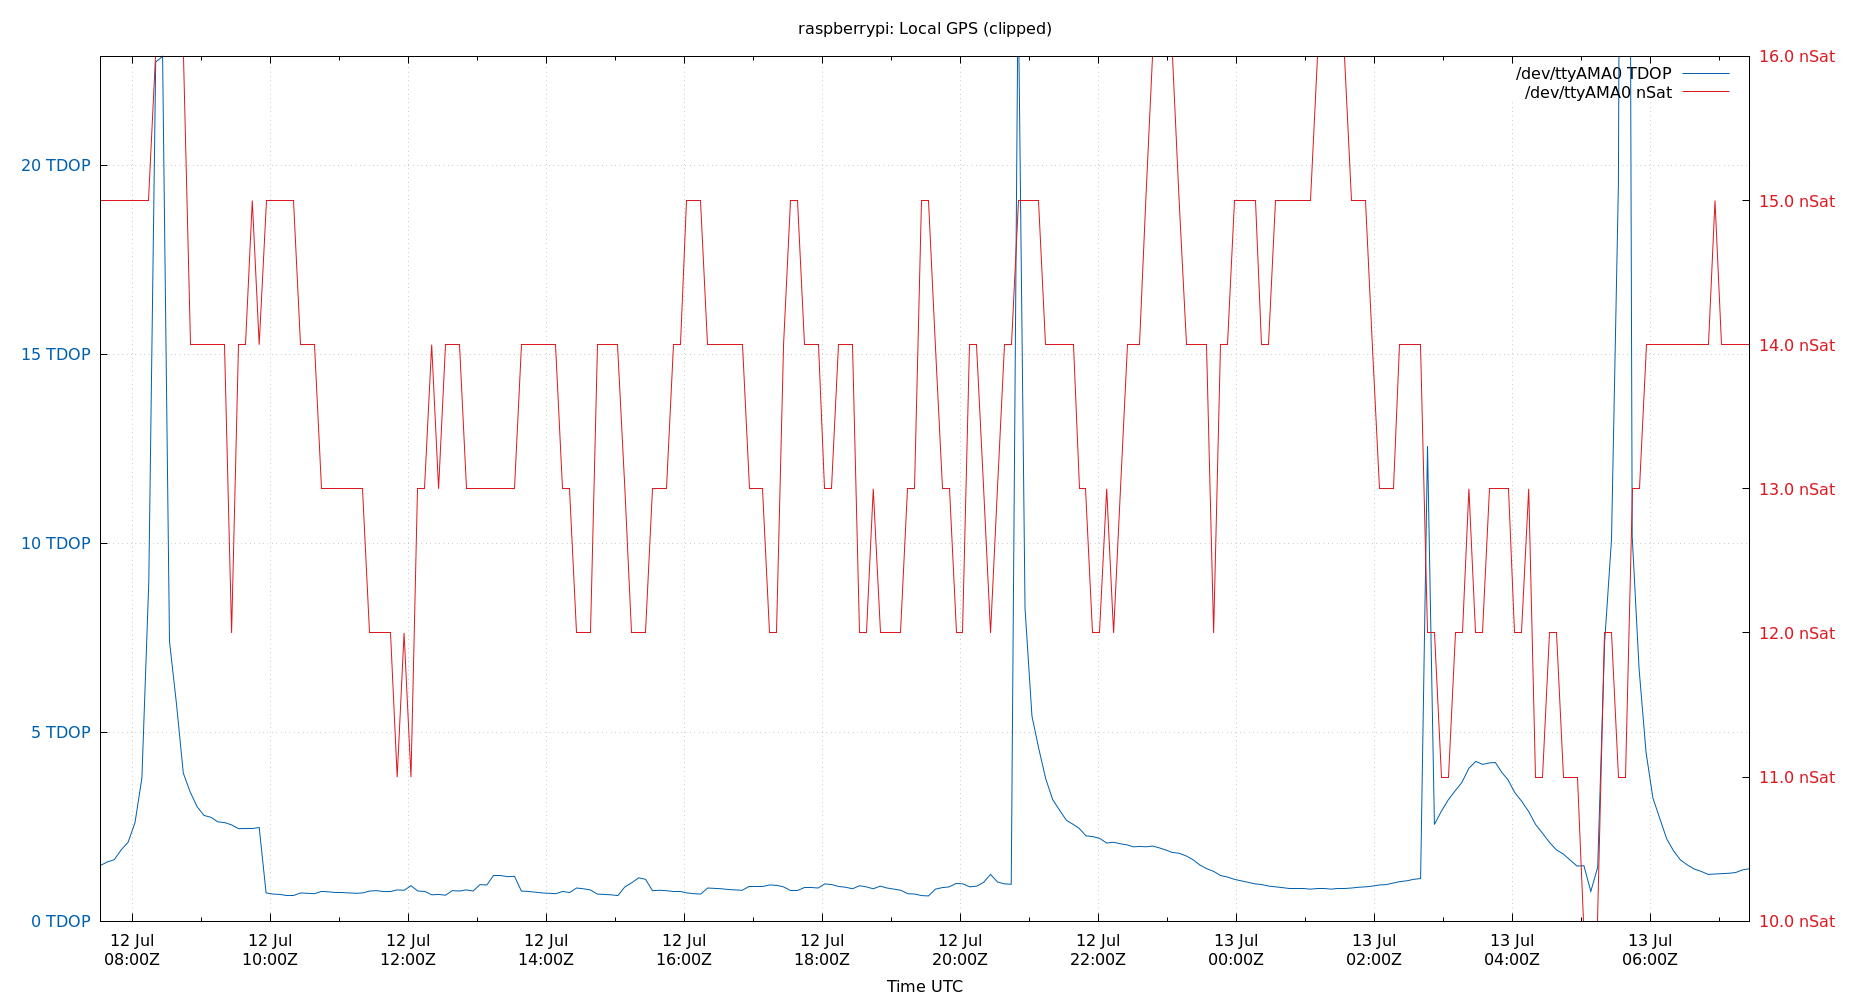 raspberrypi: Local GPS (clipped)
/dev/ttyAMA0 TDOP
/dev/ttyAMA0 nSat
20 TDOP
15 TDOP
10 TDOP
5 TDOP
0 TDOP
16.0 nSat
15.0 nSat
14.0 nSat
13.0 nSat
12.0 nSat
11.0 nSat
10.0 nSat
12 Jul
08:00Z
12 Jul
10:00Z
12 Jul
12:00Z
12 Jul
14:00Z
12 Jul
16:00Z
12 Jul
18:00Z
12 Jul
20:00Z
12 Jul
22:00Z
13 Jul
00:00Z
13 Jul
02:00Z
13 Jul
04:00Z
13 Jul
06:00Z
Time UTC